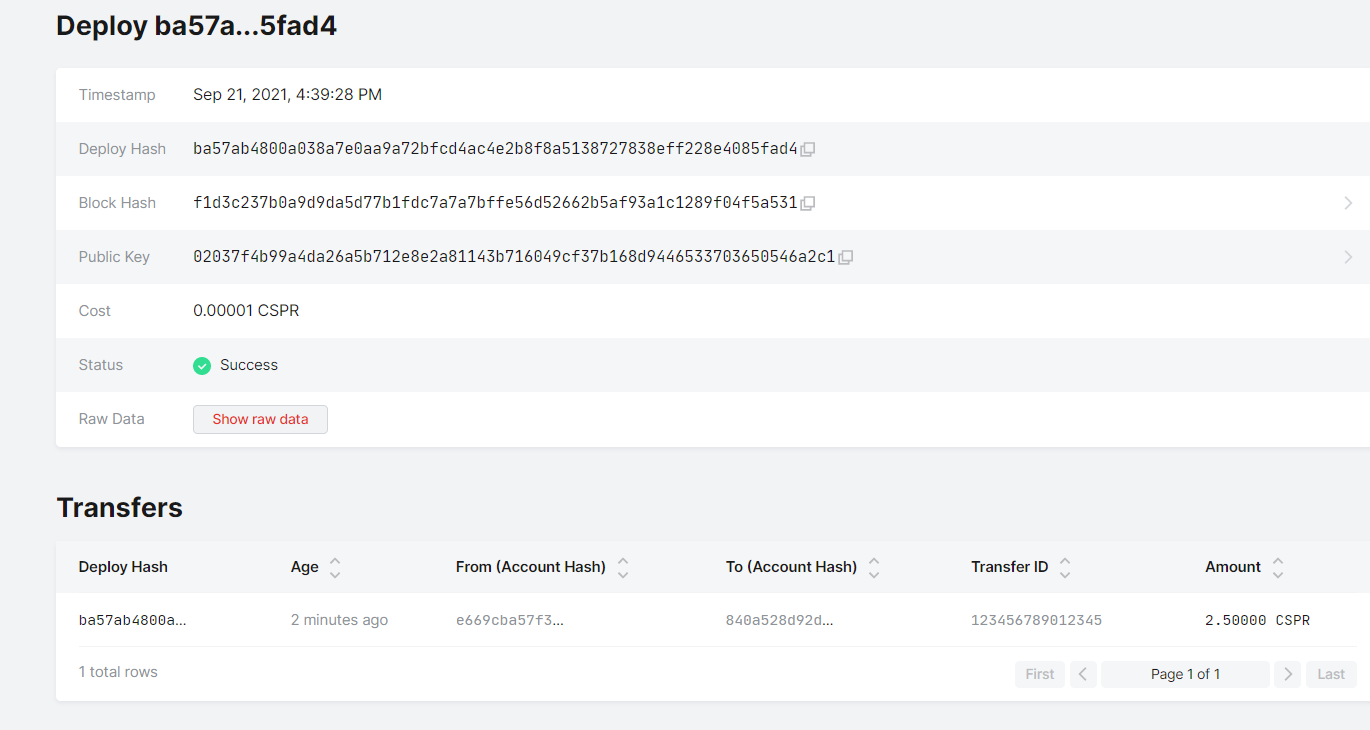 Deploy ba57a...5fad4
Timestamp Sep 21, 2021, 4:39:28 PM
Deploy Hash ba57ab4800a038a7e0aa9a72bfcd4ac4e2b8f8a5138727838eff228e4085fad4
Block Hash f1d3c237b0a9d9da5d77b1fdc7a7a7bffe56d52662b5af93a1c1289f04f5a531
Public Key 02037f4b99a4da26a5b712e8e2a81143b716049cf37b168d9446533703650546a2c1
Cost 0.00001 CSPR
Status Success
Raw Data Show raw data
Transfers
Deploy Hash Age From (Account Hash) To (Account Hash) Transfer ID Amount
ba57ab4800a... 2 minutes ago e669cba57f3... 840a528d92d... 123456789012345 2.50000 CSPR
1 total rows First Page 1 of 1 Last